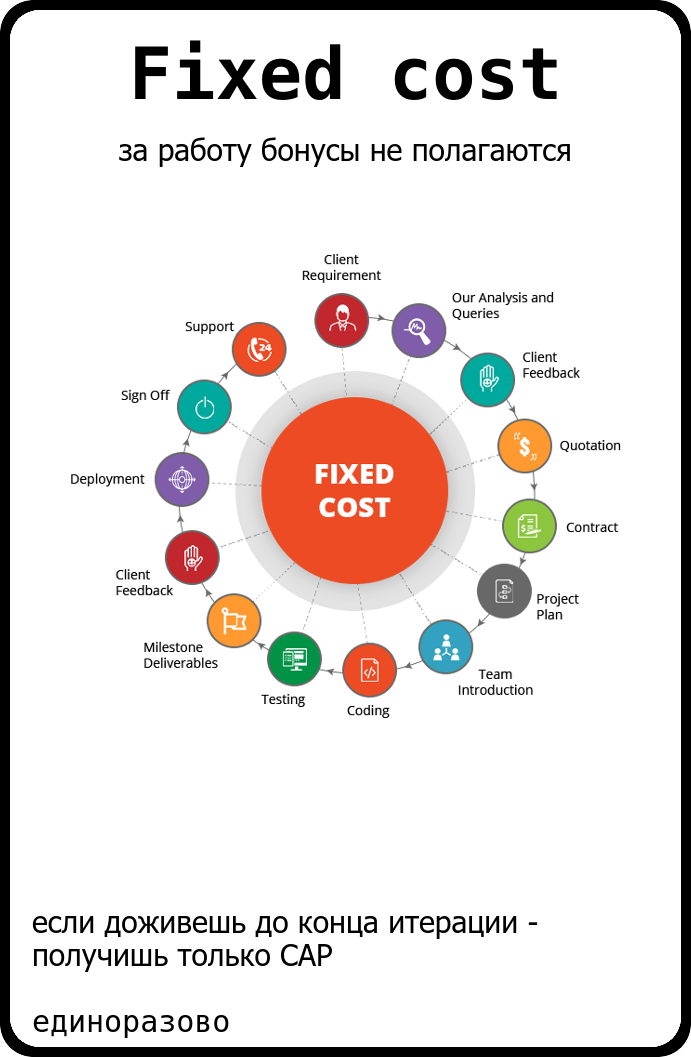 Fixed cost
за работу бонусы не полагаются
Client
Requirement
Our Analysis and
Queries
Client
Feedback
Quotation
Contract
Project
Plan
Team
Introduction
Coding
Testing
Milestone
Deliverables
Client
Feedback
Deployment
Sign Off
Support
24
FIXED
COST
если доживешь до конца итерации -
получишь только CAP
единоразово